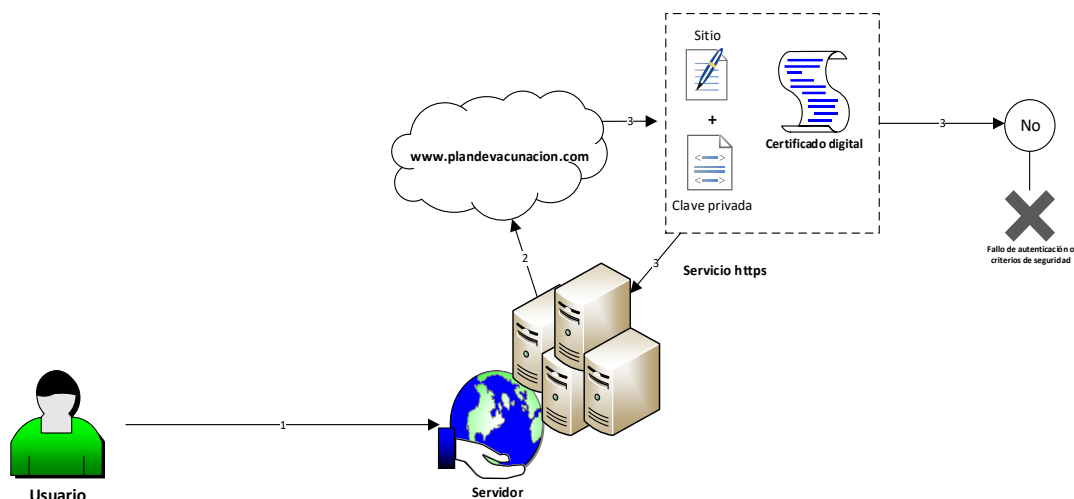 Sitio
+
Clave privada
Certificado digital
www.plandevacunacion.com
3
3
No
Fallo de autenticación o
criterios de seguridad
2
3
Servicio https
1
Usuario
Servidor